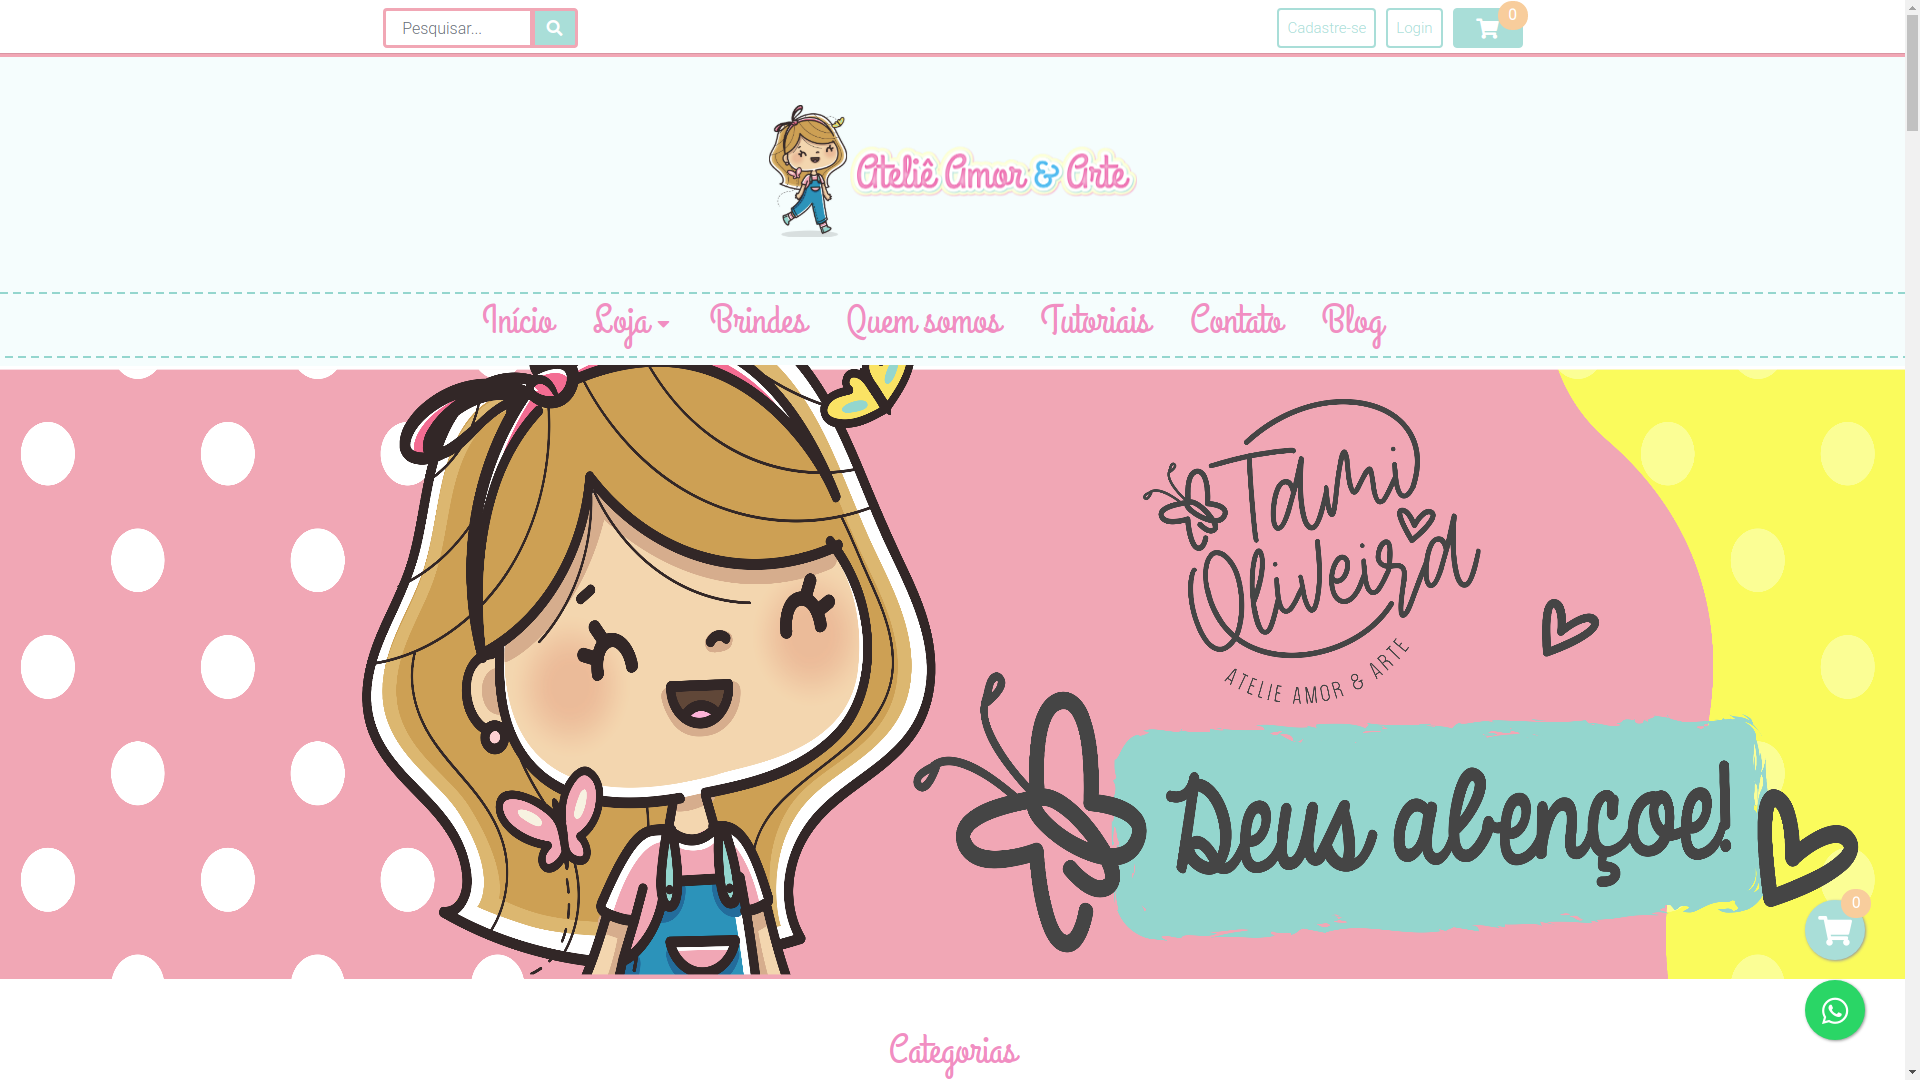 Pesquisar...
Cadastre-se
Login
0
Ateliê Amor & Arte
Início
Loja
Brindes
Quem somos
Tutoriais
Contato
Blog
Tami
Oliveira
ATELIE AMOR & ARTE
Deus abençoe!
0
Categorias